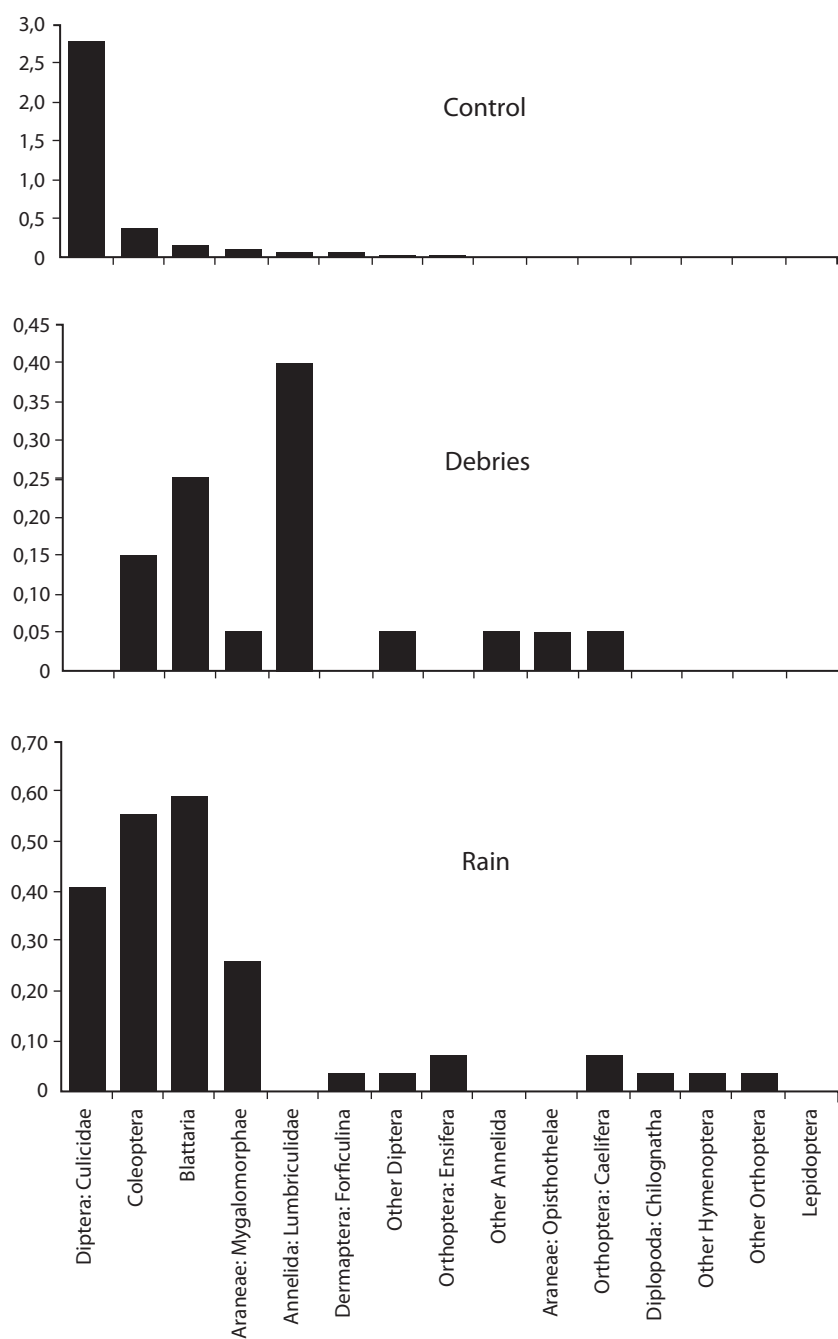 3,0
2,5
2,0
1,5
1,0
0,5
0
Control
0,45
0,40
0,35
0,30
0,25
0,20
0,15
0,10
0,05
0
Debries
0,70
0,60
0,50
0,40
0,30
0,20
0,10
0
Rain
Diptera: Culicidae
Coleoptera
Blattaria
Araneae: Mygalomorphae
Annelida: Lumbriculidae
Dermaptera: Forficulina
Other Diptera
Orthoptera: Ensifera
Other Annelida
Araneae: Opisthothelae
Orthoptera: Caelifera
Diplopoda: Chilognatha
Other Hymenoptera
Other Orthoptera
Lepidoptera